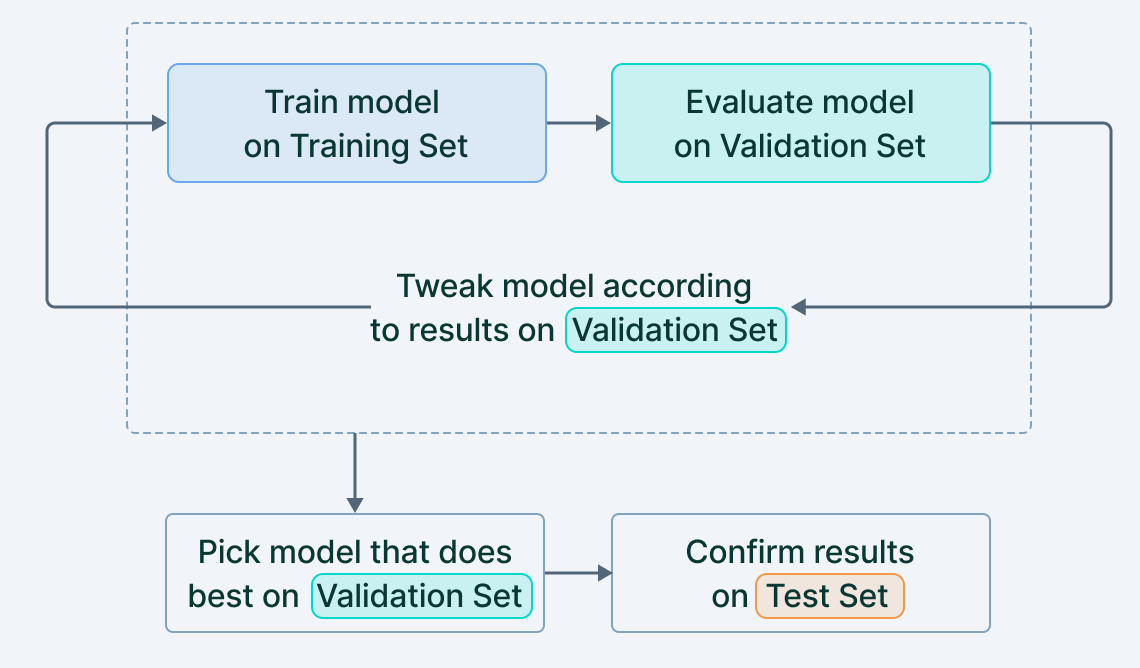 Train model
on Training Set
Evaluate model
on Validation Set
Tweak model according
to results on Validation Set
Pick model that does
best on Validation Set
Confirm results
on Test Set